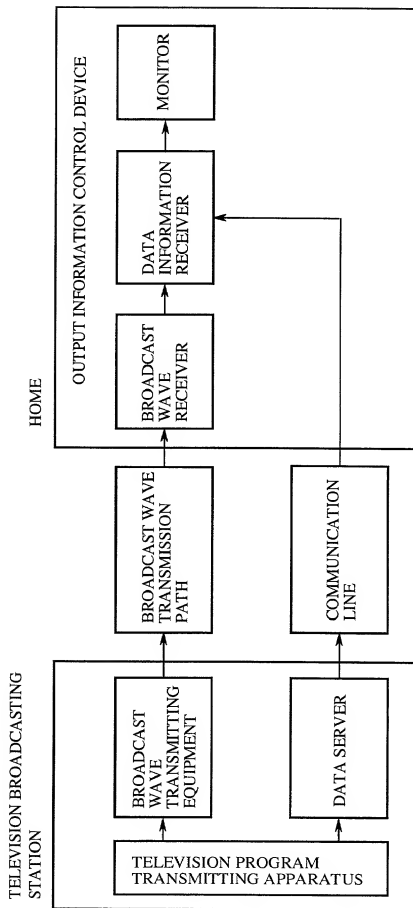 TELEVISION BROADCASTING
STATION
TELEVISION PROGRAM
TRANSMITTING APPARATUS
BROADCAST
WAVE
TRANSMITTING
EQUIPMENT
DATA SERVER
BROADCAST WAVE
TRANSMISSION
PATH
COMMUNICATION
LINE
HOME
OUTPUT INFORMATION CONTROL DEVICE
BROADCAST
WAVE
RECEIVER
DATA
INFORMATION
RECEIVER
MONITOR